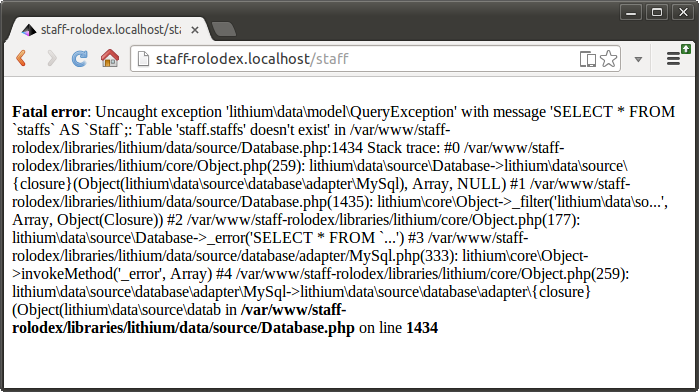 staff-rolodex.localhost/sta
staff-rolodex.localhost/staff
Fatal error: Uncaught exception 'lithium\data\model\QueryException' with message 'SELECT * FROM
`staffs` AS `Staff`;: Table 'staff.staffs' doesn't exist' in /var/www/staff-
rolodex/libraries/lithium/data/source/Database.php:1434 Stack trace: #0 /var/www/staff-
rolodex/libraries/lithium/core/Object.php(259): lithium\data\source\Database->lithium\data\source\
{closure}(Object(lithium\data\source\database\adapter\MySql), Array, NULL) #1 /var/www/staff-
rolodex/libraries/lithium/data/source/Database.php(1435): lithium\core\Object->_filter('lithium\data\so...',
Array, Object(Closure)) #2 /var/www/staff-rolodex/libraries/lithium/core/Object.php(177):
lithium\data\source\Database->_error('SELECT * FROM `...') #3 /var/www/staff-
rolodex/libraries/lithium/data/source/database/adapter/MySql.php(333): lithium\core\Object-
>invokeMethod('_error', Array) #4 /var/www/staff-rolodex/libraries/lithium/core/Object.php(259):
lithium\data\source\database\adapter\MySql->lithium\data\source\database\adapter\{closure}
(Object(lithium\data\source\datab in /var/www/staff-
rolodex/libraries/lithium/data/source/Database.php on line 1434